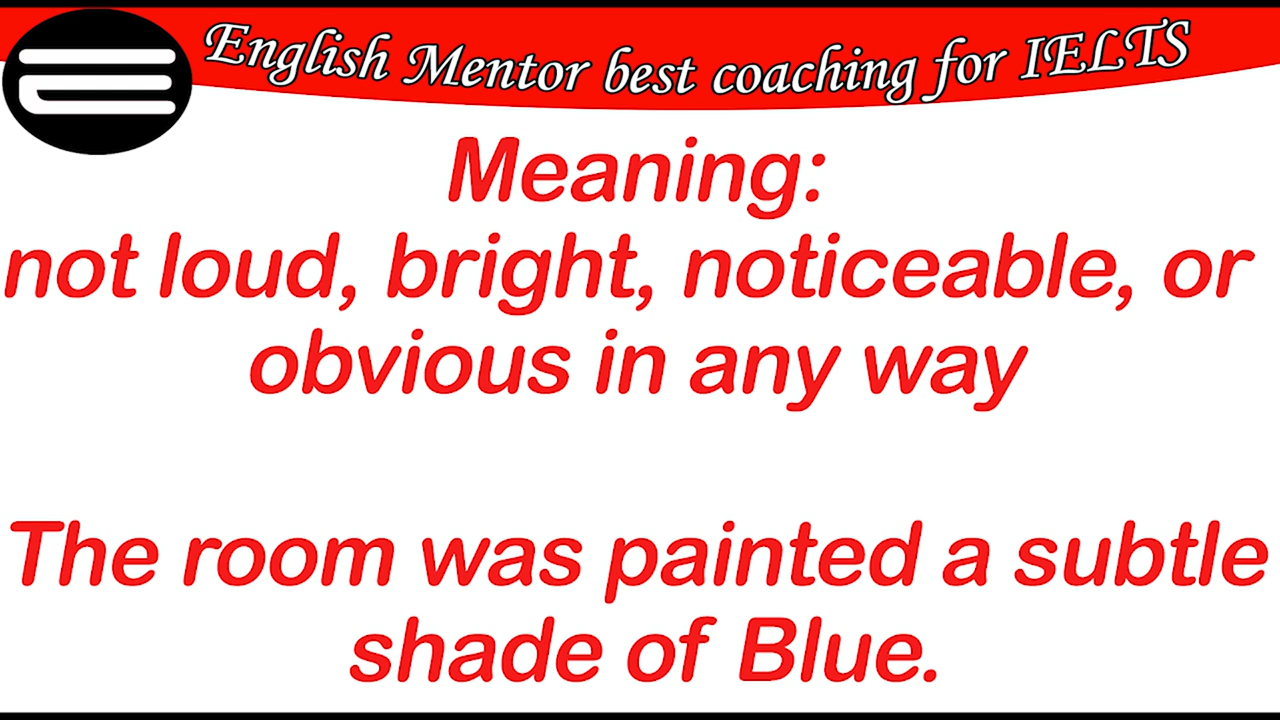 English Mentor best coaching for IELTS
Meaning:
not loud, bright, noticeable, or
obvious in any way
The room was painted a subtle
shade of Blue.